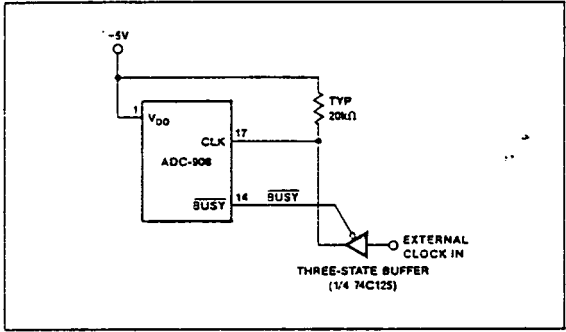 -5V
1
V_DD
TYP
20kΩ
CLK
17
ADC-908
BUSY
14
BUSY
EXTERNAL
CLOCK IN
THREE-STATE BUFFER
(1/4 74C125)